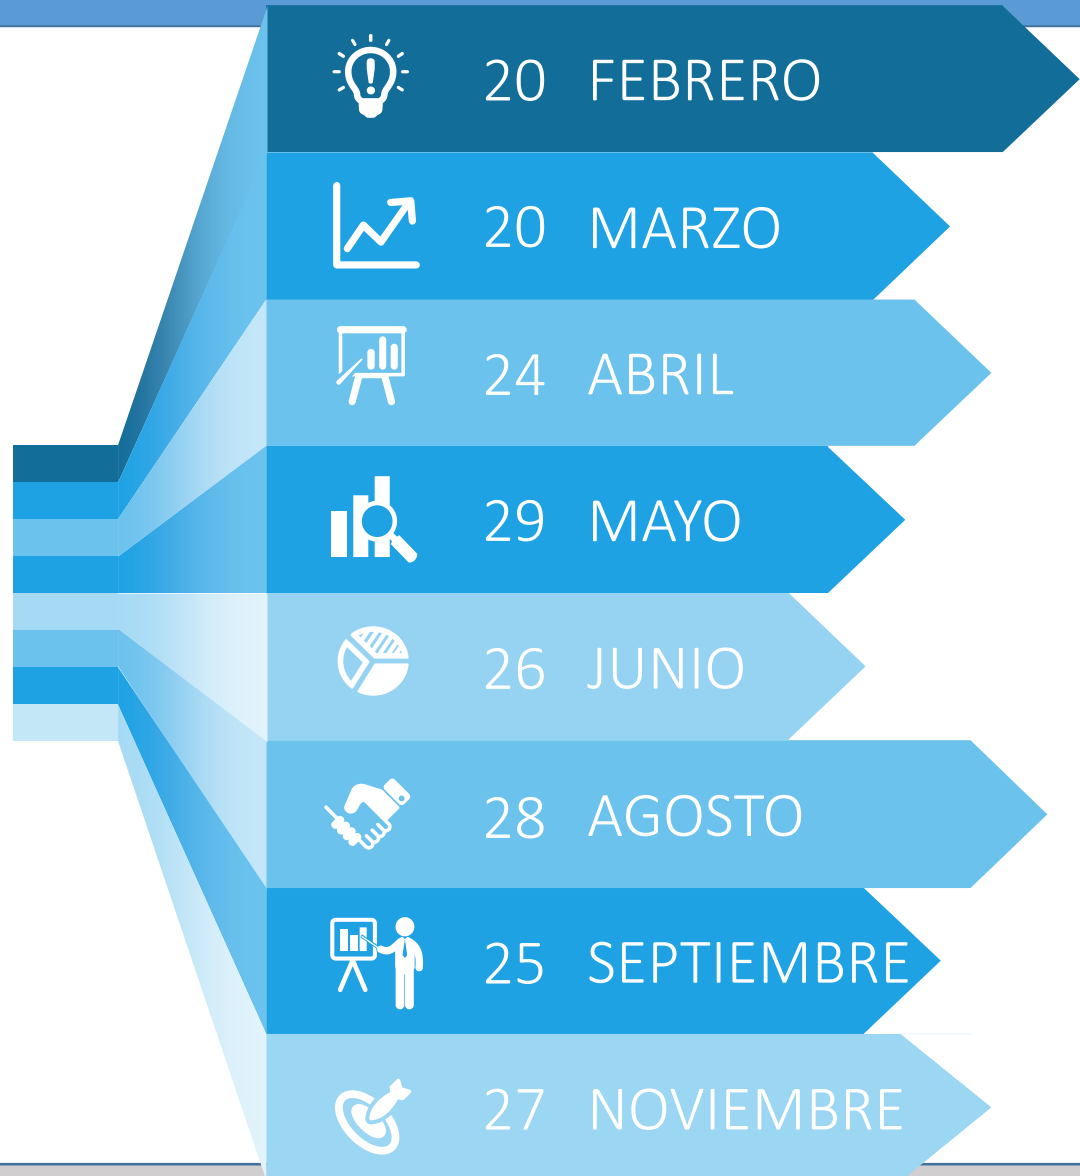 20 FEBRERO
20 MARZO
24 ABRIL
29 MAYO
26 JUNIO
28 AGOSTO
25 SEPTIEMBRE
27 NOVIEMBRE